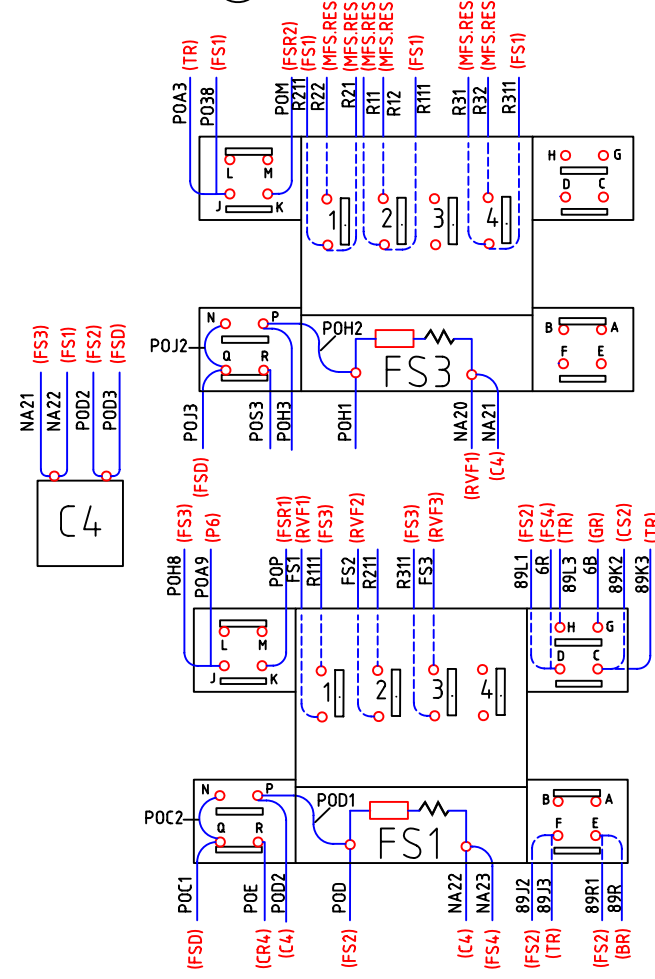 (TR)
(FS1)
(FSR2)
(FS1)
(MFS.RES
(MFS.RES
(MFS.RES
(MFS.RES
(FS1)
(MFS.RES
(MFS.RES
(FS1)
POA3
PO38
POM
R211
R22
R21
R11
R12
R111
R31
R32
R311
L
M
J
K
1
2
3
4
H
G
D
C
N
P
POJ2
Q
R
POH2
FS3
B
A
F
E
POJ3
POS3
POH3
POH1
NA20
NA21
(FSD)
(RVF1)
(C4)
(FS3)
(FS1)
(FS2)
(FSD)
NA21
NA22
POD2
POD3
C4
(FS3)
(P6)
(FSR1)
(RVF1)
(FS3)
(RVF2)
(FS3)
(RVF3)
(FS2)
(FS4)
(TR)
(GR)
(CS2)
(TR)
POH8
POA9
POP
FS1
R111
FS2
R211
R311
FS3
89L1
6R
89L3
6B
89K2
89K3
L
M
J
K
1
2
3
4
H
G
D
C
N
P
POC2
Q
R
POD1
FS1
B
A
F
E
POC1
POE
POD2
POD
NA22
NA23
89J2
89J3
89R1
89R
(FSD)
(CR4)
(C4)
(FS2)
(C4)
(FS4)
(FS2)
(TR)
(FS2)
(BR)